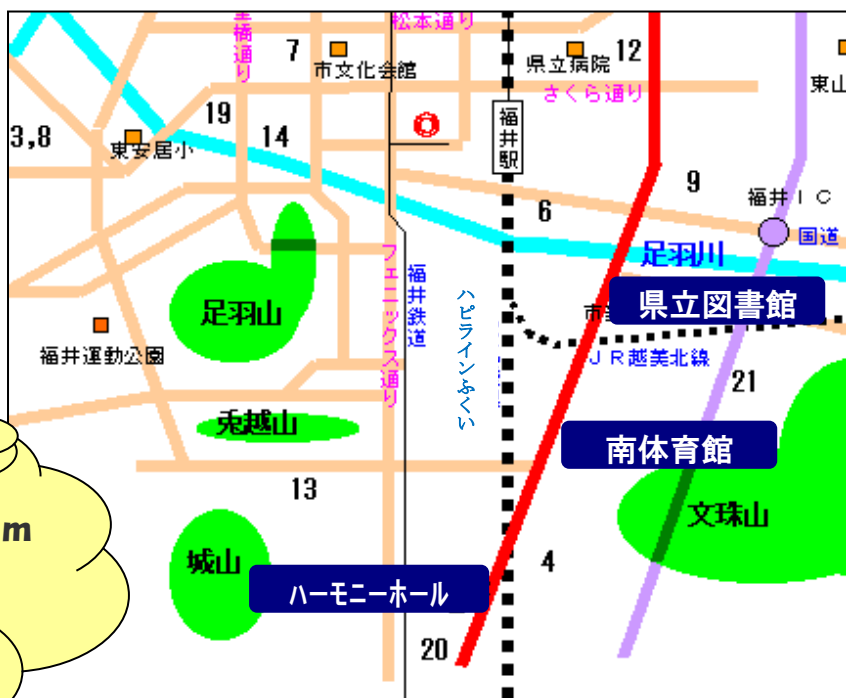 松本通り
7
市文化会館
県立病院
12
さくら通り
東山
19
14
3,8
東安居小
福井駅
9
福井ＩＣ
6
国道
足羽川
県立図書館
足羽山
フェニックス通り
福井鉄道
ハピラインふくい
福井運動公園
ＪＲ越美北線
21
兎越山
南体育館
13
文珠山
m
城山
4
ハーモニーホール
20